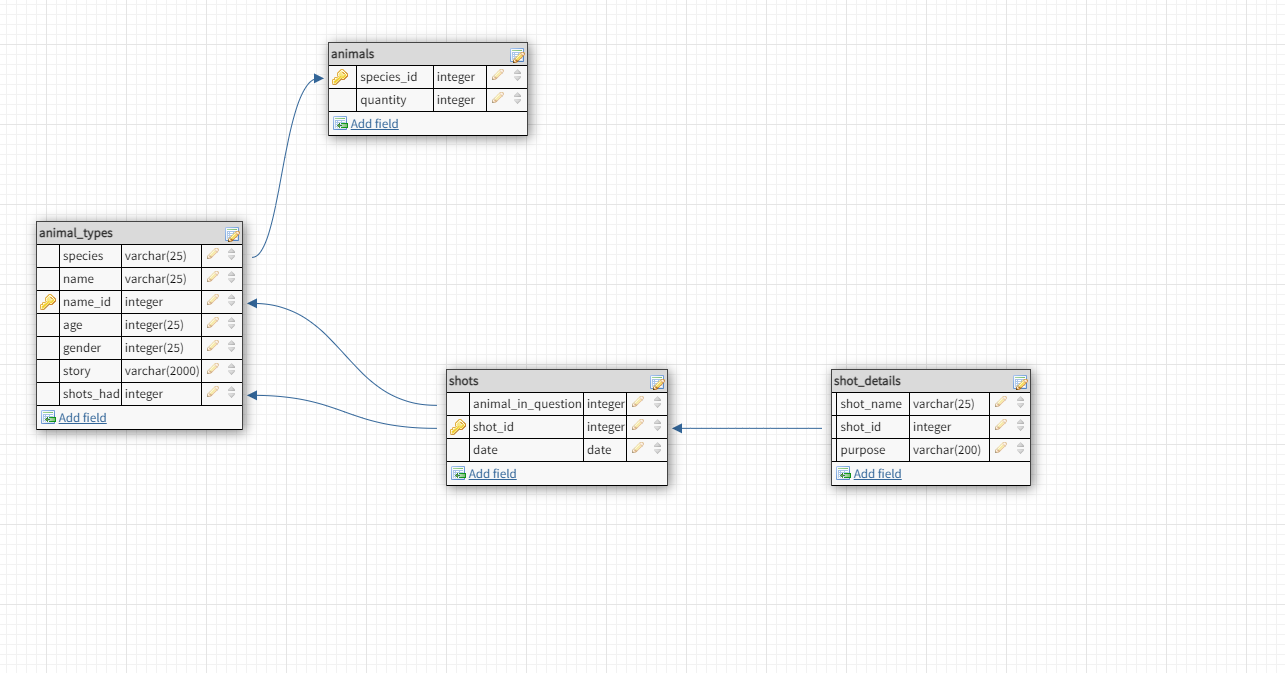 animals
species_id integer
quantity integer
Add field
animal_types
species varchar(25)
name varchar(25)
name_id integer
age integer(25)
gender integer(25)
story varchar(2000)
shots_had integer
Add field
shots
animal_in_question integer
shot_id integer
date date
Add field
shot_details
shot_name varchar(25)
shot_id integer
purpose varchar(200)
Add field